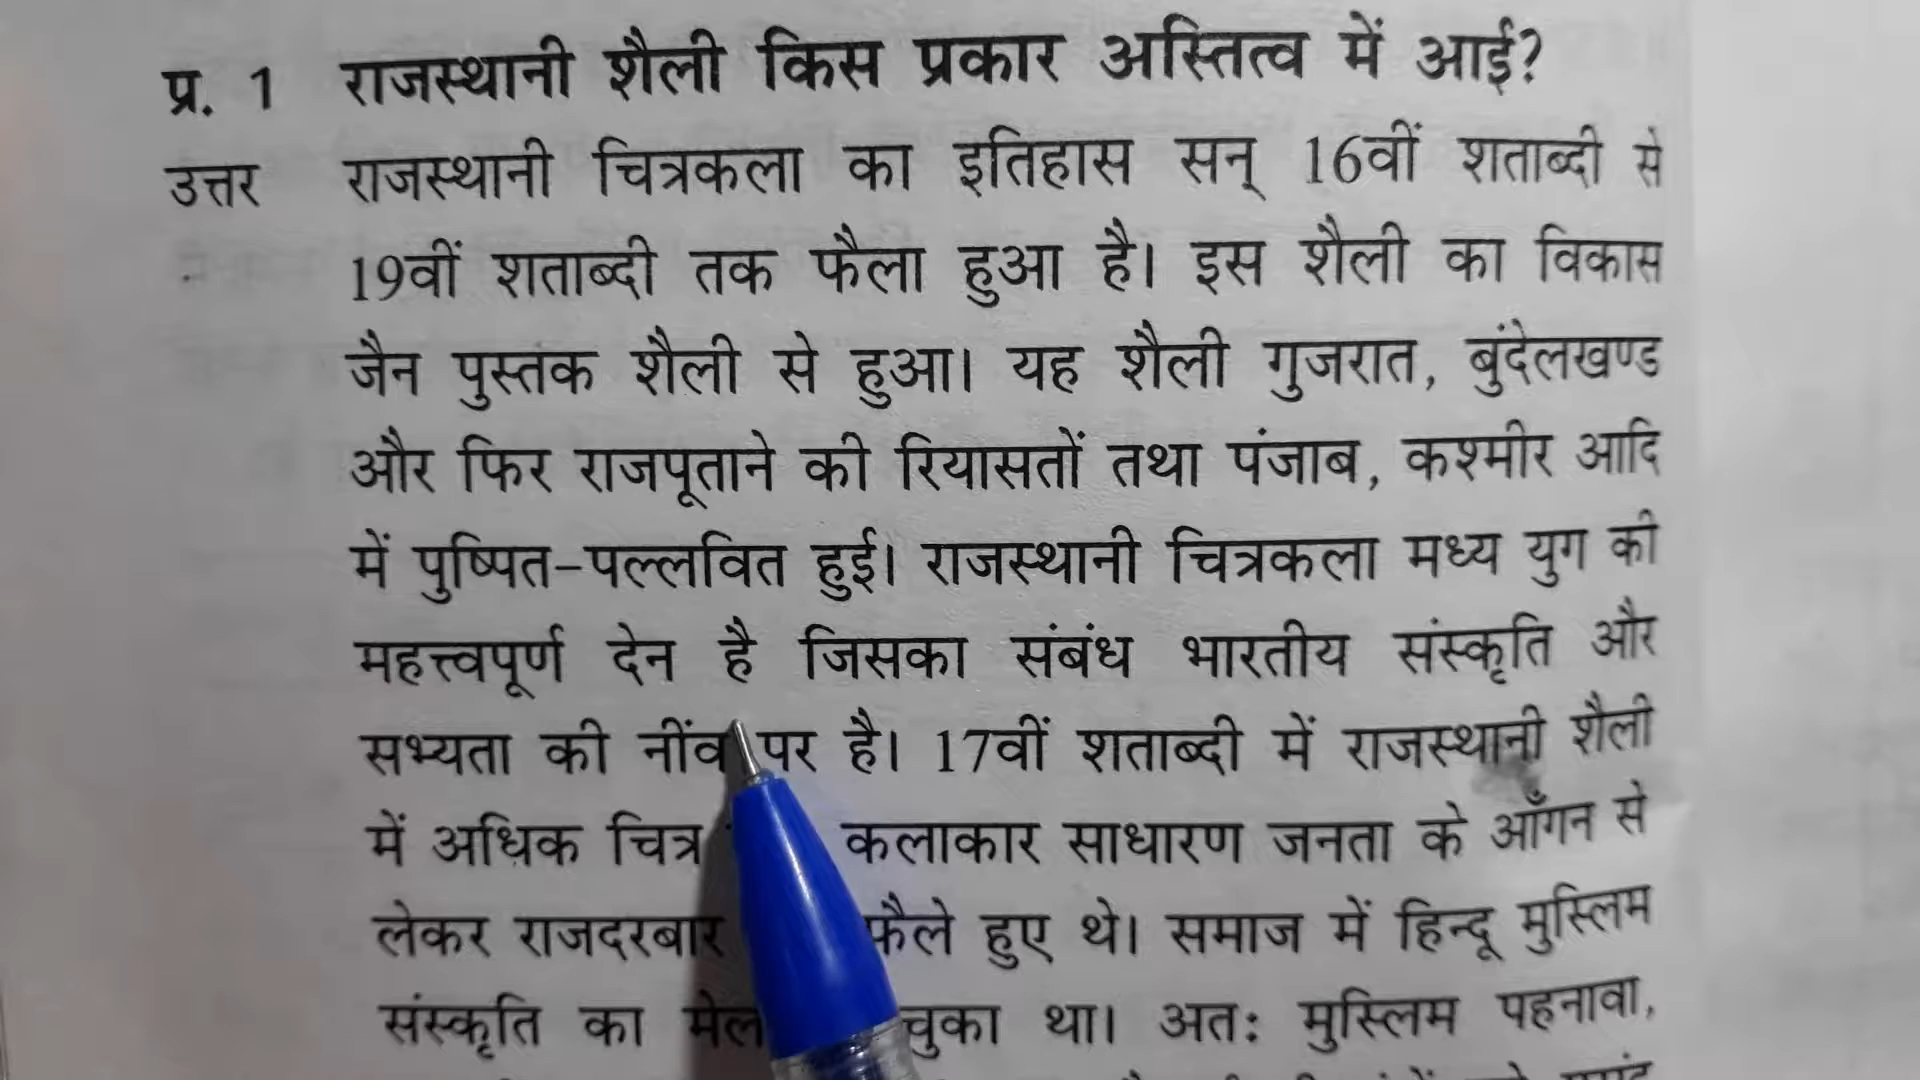 प्र. 1 राजस्थानी शैली किस प्रकार अस्तित्व में आई?
उत्तर राजस्थानी चित्रकला का इतिहास सन् 16वीं शताब्दी से
19वीं शताब्दी तक फैला हुआ है। इस शैली का विकास
जैन पुस्तक शैली से हुआ। यह शैली गुजरात, बुंदेलखण्ड
और फिर राजपूताने की रियासतों तथा पंजाब, कश्मीर आदि
में पुष्पित-पल्लवित हुई। राजस्थानी चित्रकला मध्य युग की
महत्त्वपूर्ण देन है जिसका संबंध भारतीय संस्कृति और
सभ्यता की नींव पर है। 17वीं शताब्दी में राजस्थानी शैली
में अधिक चित्र कलाकार साधारण जनता के आँगन से
लेकर राजदरबार फैले हुए थे। समाज में हिन्दू मुस्लिम
संस्कृति का मेल चुका था। अतः मुस्लिम पहनावा,